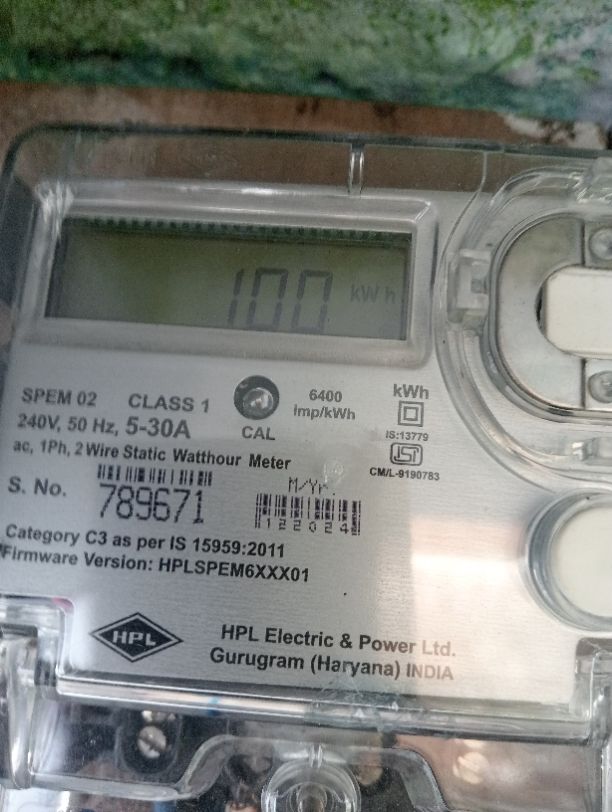 100 kWh
SPEM 02 CLASS 1
6400
imp/kWh
kWh
240V, 50 Hz, 5-30A
CAL
IS:13779
ac, 1Ph, 2 Wire Static Watthour Meter
ISI
CM/L-9190783
S. No. 789671
M/Yr.
122024
Category C3 as per IS 15959:2011
Firmware Version: HPLSPEM6XXX01
HPL
HPL Electric & Power Ltd.
Gurugram (Haryana) INDIA